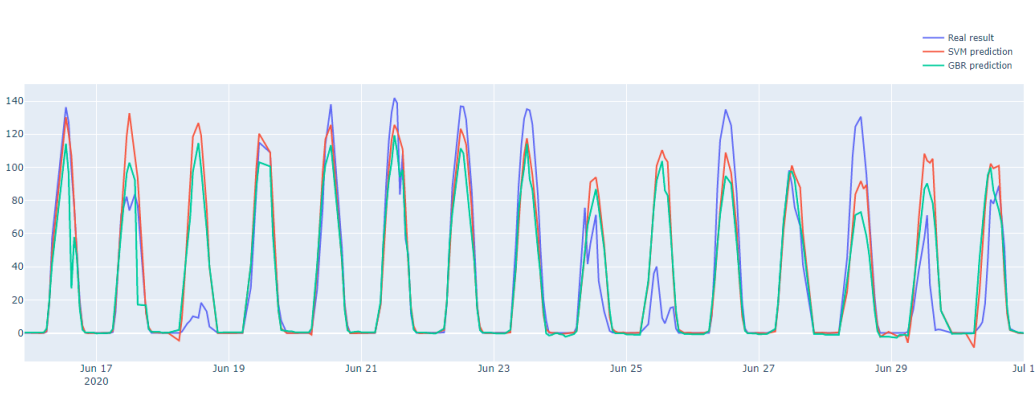 Real result
SVM prediction
GBR prediction
140
120
100
80
60
40
20
0
Jun 17
2020
Jun 19
Jun 21
Jun 23
Jun 25
Jun 27
Jun 29
Jul 1